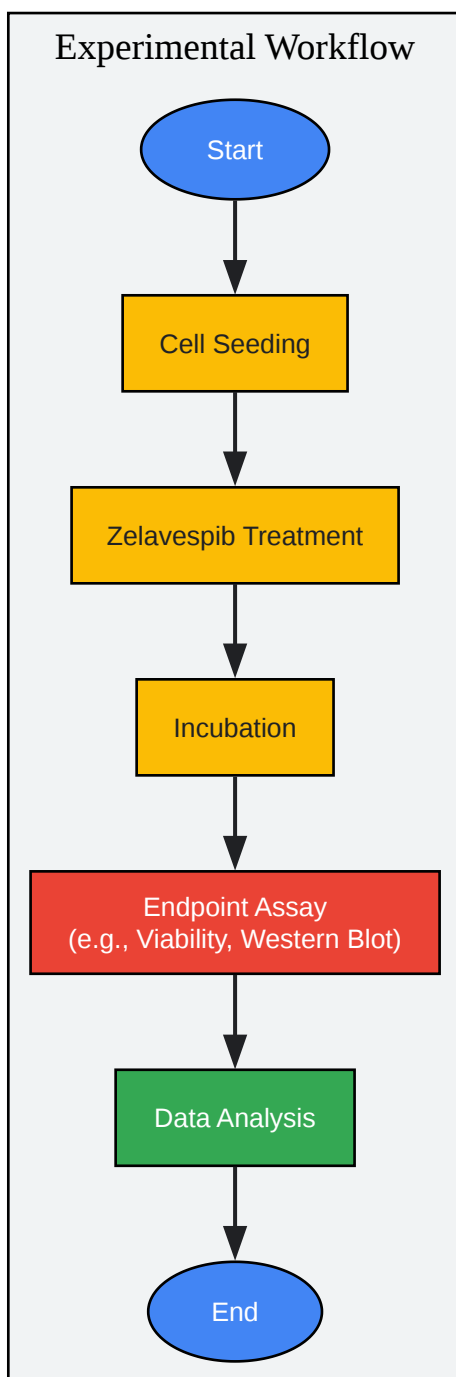 Experimental Workflow
Start
Cell Seeding
Zelavespib Treatment
Incubation
Endpoint Assay
(e.g., Viability, Western Blot)
Data Analysis
End